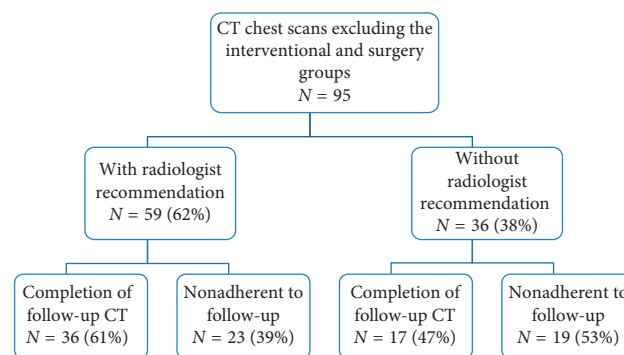 CT chest scans excluding the
interventional and surgery
groups
N = 95
With radiologist
recommendation
N = 59 (62%)
Without
radiologist
recommendation
N = 36 (38%)
Completion of
follow-up CT
N = 36 (61%)
Nonadherent to
follow-up
N = 23 (39%)
Completion of
follow-up CT
N = 17 (47%)
Nonadherent to
follow-up
N = 19 (53%)